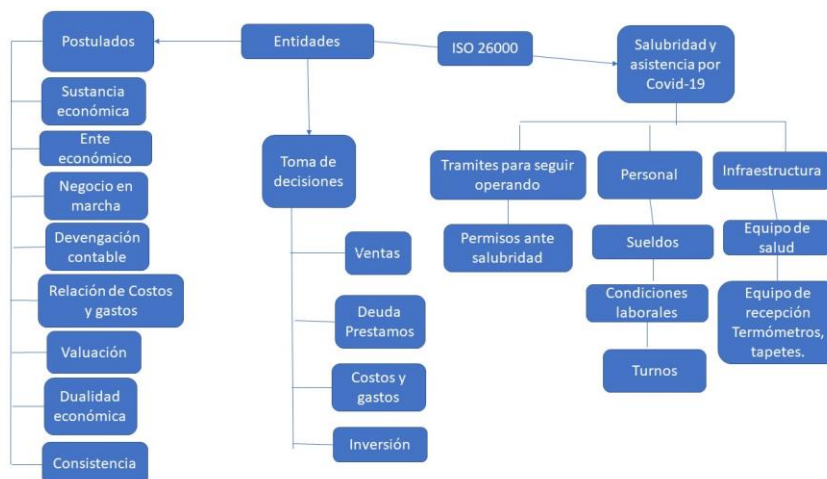 Postulados
Entidades
ISO 26000
Salubridad y
asistencia por
Covid-19
Sustancia
económica
Ente
económico
Negocio en
marcha
Devengación
contable
Relación de Costos
y gastos
Valuación
Dualidad
económica
Consistencia
Toma de
decisiones
Ventas
Deuda
Prestamos
Costos y
gastos
Inversión
Tramites para seguir
operando
Permisos ante
salubridad
Personal
Sueldos
Condiciones
laborales
Turnos
Infraestructura
Equipo de
salud
Equipo de
recepción
Termómetros,
tapetes.